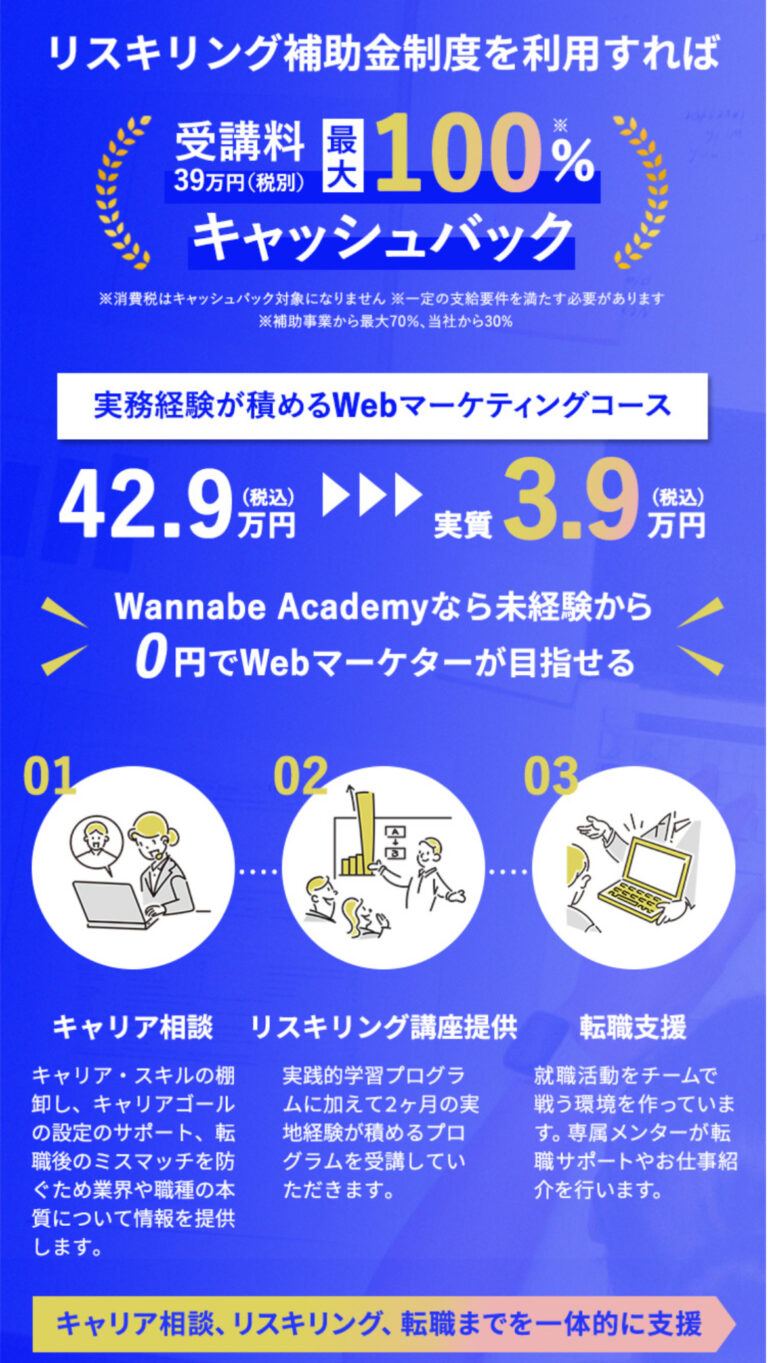 リスキリング補助金制度を利用すれば
受講料 最大100%※
39万円(税別)
キャッシュバック
※消費税はキャッシュバック対象になりません ※一定の支給要件を満たす必要があります
※補助事業から最大70%、当社から30%
実務経験が積めるWebマーケティングコース
42.9万円(税込) ▶▶▶ 実質3.9万円(税込)
Wannabe Academyなら未経験から
0円でWebマーケターが目指せる
01
02
A
B
03
キャリア相談
キャリア・スキルの棚
卸し、キャリアゴール
の設定のサポート、転
職後のミスマッチを防
ぐため業界や職種の本
質について情報を提供
します。
リスキリング講座提供
実践的学習プログラ
ムに加えて2ヶ月の実
地経験が積めるプロ
グラムを受講してい
ただきます。
転職支援
就職活動をチームで
戦う環境を作っていま
す。専属メンターが転
職サポートやお仕事紹
介を行います。
キャリア相談、リスキリング、転職までを一体的に支援